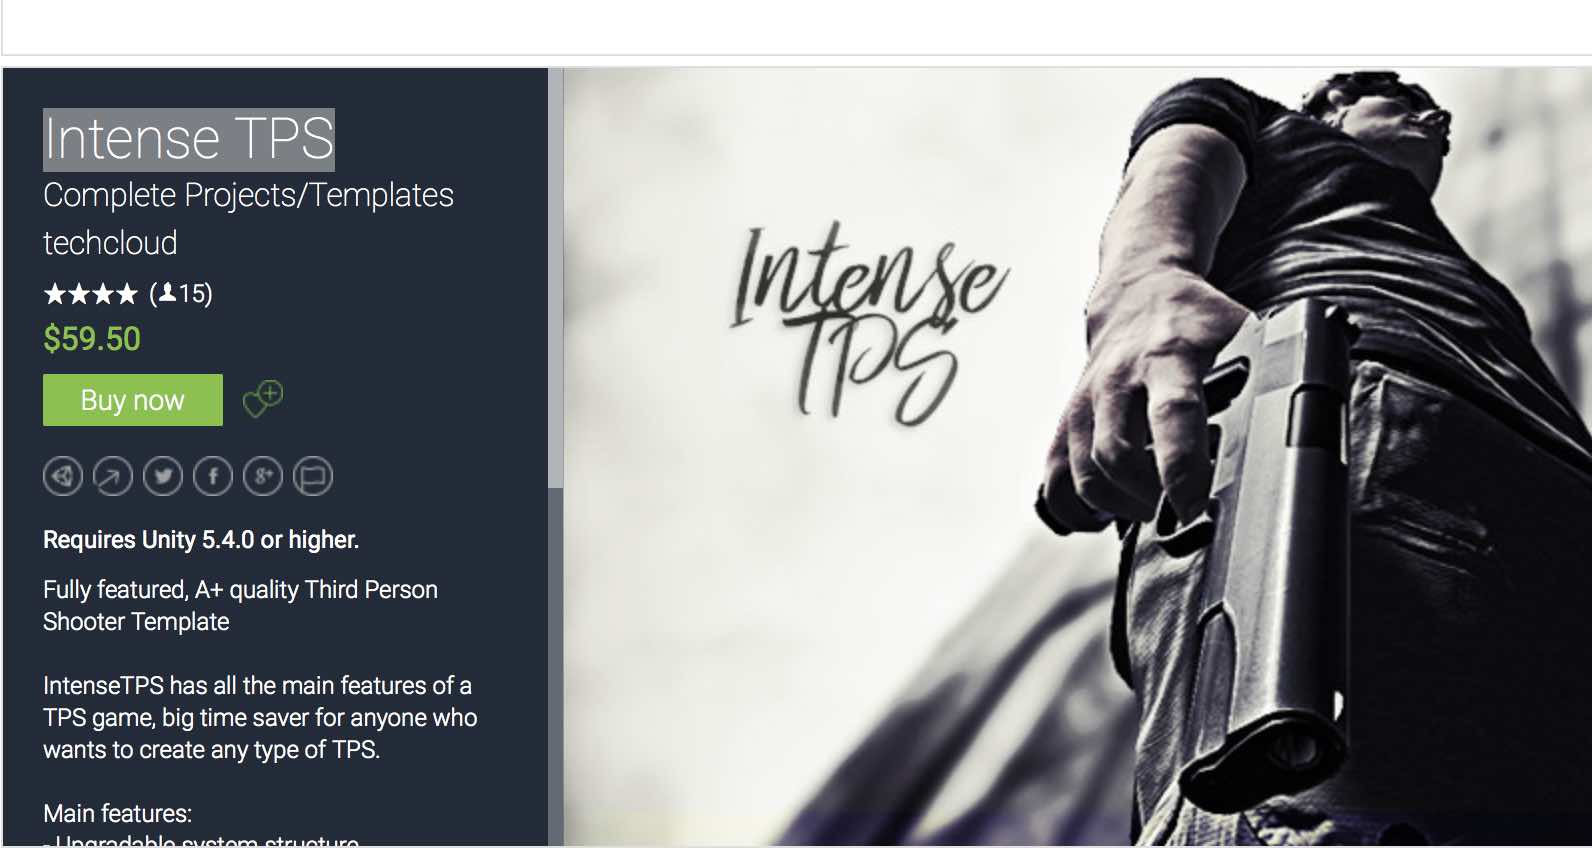 Intense TPS
Complete Projects/Templates
techcloud
★★★★ (15)
$59.50
Buy now
Requires Unity 5.4.0 or higher.
Fully featured, A+ quality Third Person
Shooter Template
IntenseTPS has all the main features of a
TPS game, big time saver for anyone who
wants to create any type of TPS.
Main features:
- Upgradable system structure
Intense
TPS